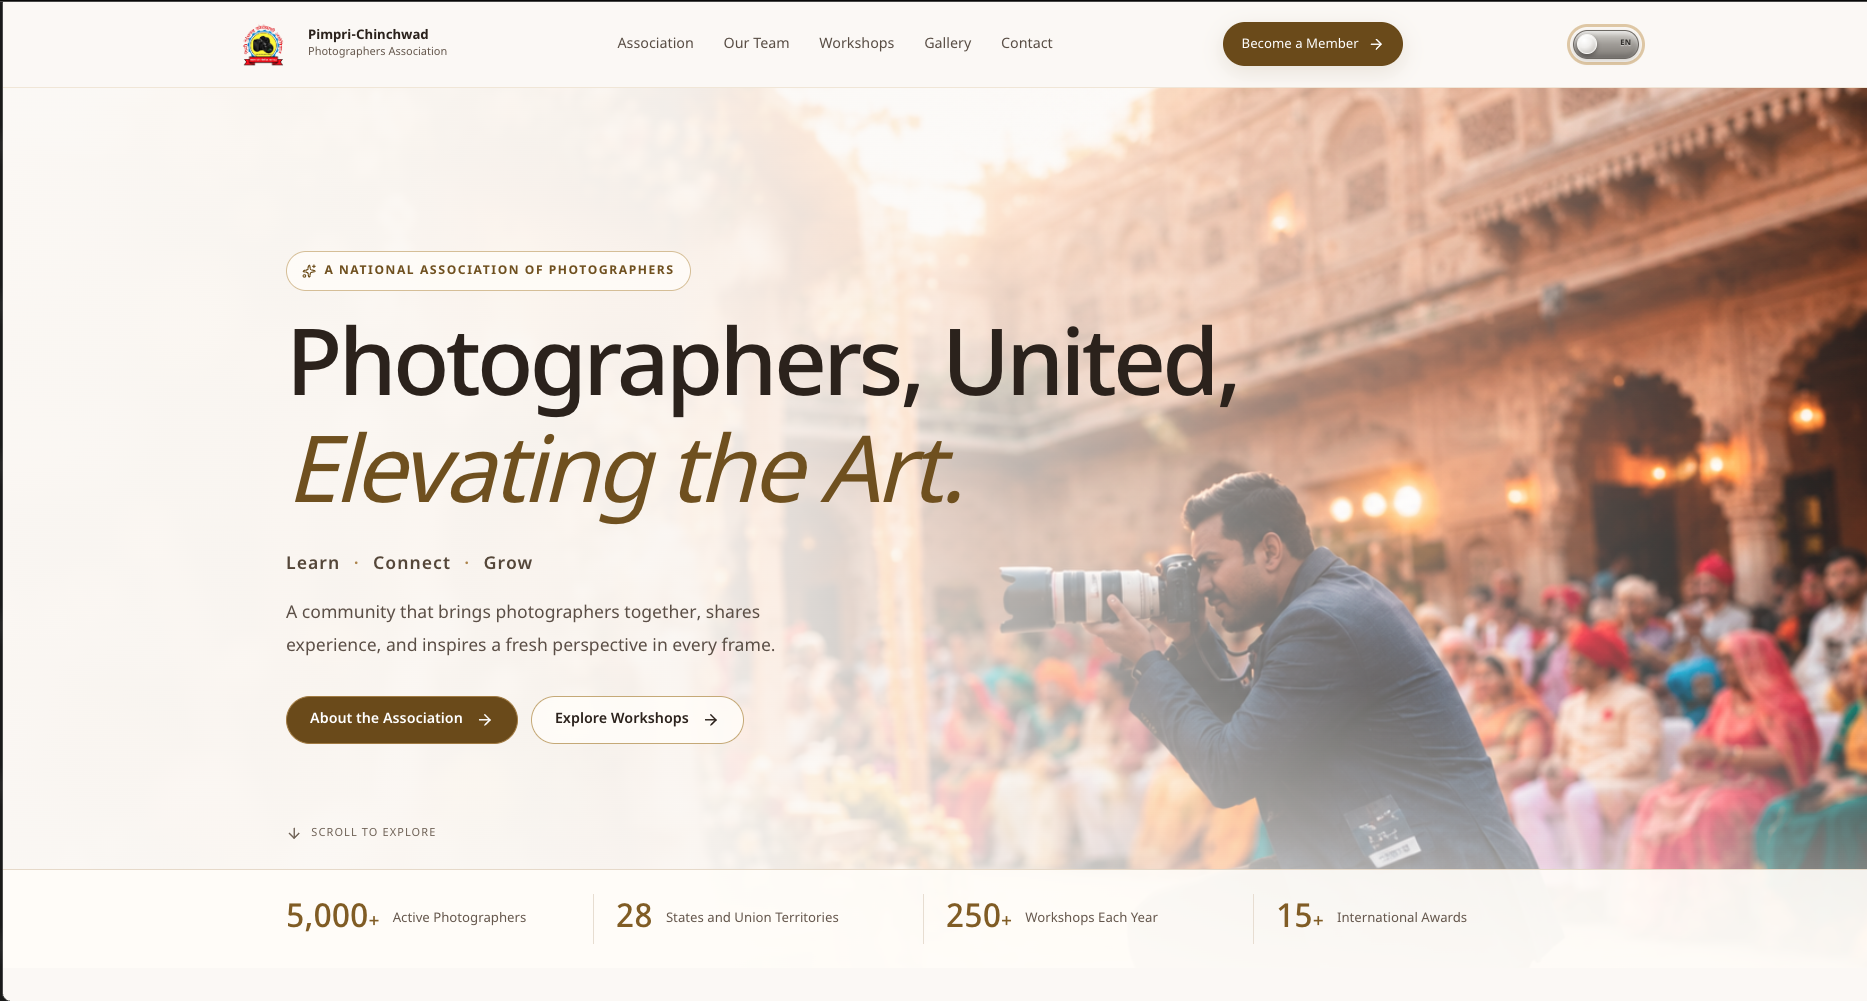 Pimpri-Chinchwad
Photographers Association
Association
Our Team
Workshops
Gallery
Contact
Become a Member
EN
A NATIONAL ASSOCIATION OF PHOTOGRAPHERS
Photographers, United,
Elevating the Art.
Learn · Connect · Grow
A community that brings photographers together, shares
experience, and inspires a fresh perspective in every frame.
About the Association
Explore Workshops
SCROLL TO EXPLORE
5,000+ Active Photographers
28 States and Union Territories
250+ Workshops Each Year
15+ International Awards